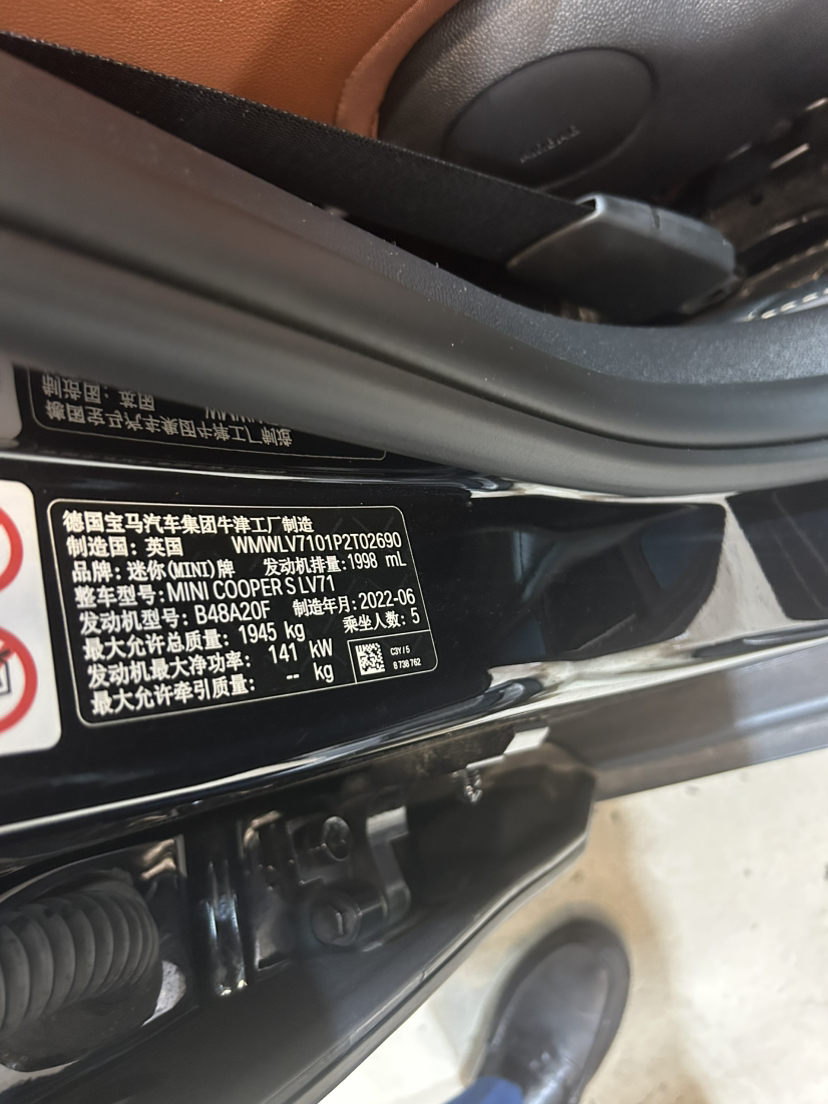 德国宝马汽车集团牛津工厂制造
制造国：英国 WMWLV7101P2T02690
品牌：迷你(MINI)牌 发动机排量：1998 mL
整车型号：MINI COOPER S LV71
发动机型号：B48A20F 制造年月：2022-06
最大允许总质量：1945 kg 乘坐人数：5
发动机最大净功率：141 kW
最大允许牵引质量：-- kg
C3Y / 5
8 738 762